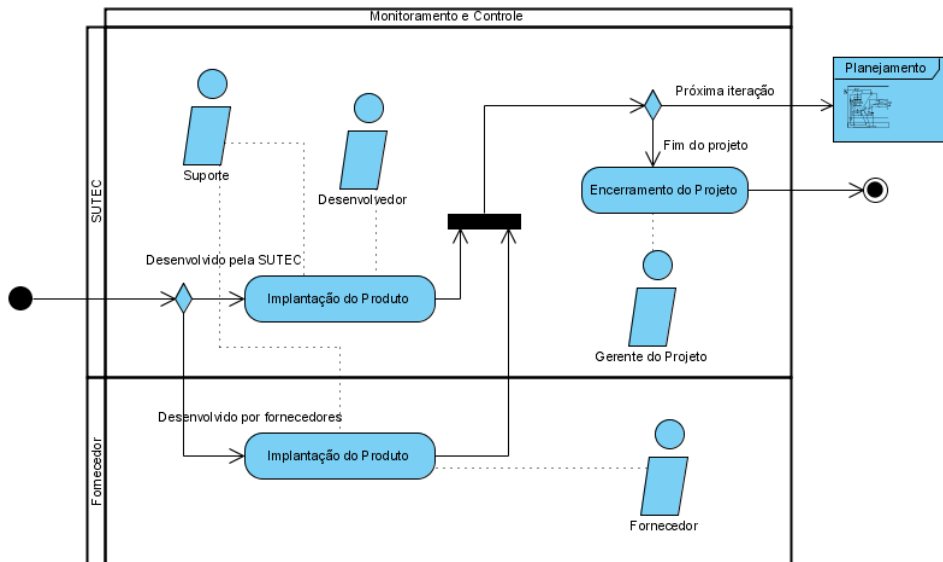 Monitoramento e Controle
Planejamento
Próxima iteração
Suporte
Desenvolvedor
Fim do projeto
Encerramento do Projeto
SUTEC
Desenvolvido pela SUTEC
Implantação do Produto
Gerente do Projeto
Desenvolvido por fornecedores
Implantação do Produto
Fornecedor
Fornecedor